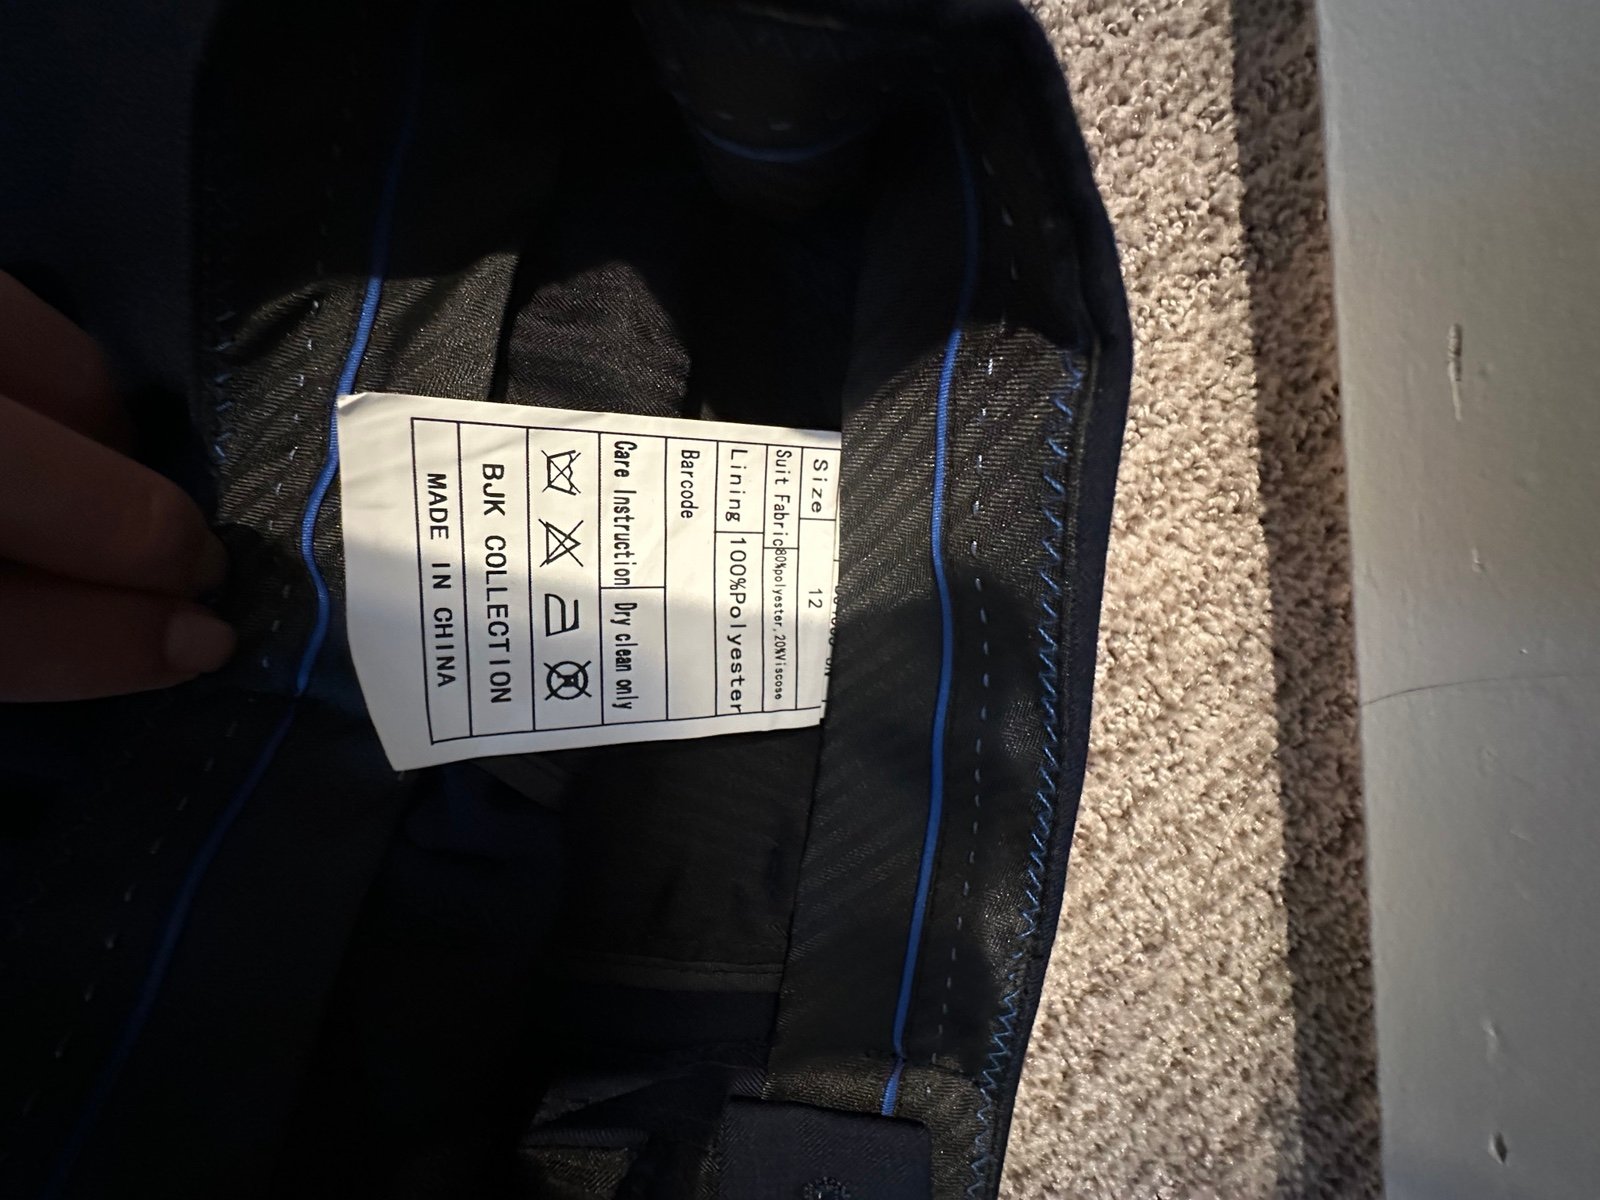 Size 12
Suit Fabric 80%polyester, 20%Viscose
Lining 100%Polyester
Barcode
Care Instruction Dry clean only
BJK COLLECTION
MADE IN CHINA